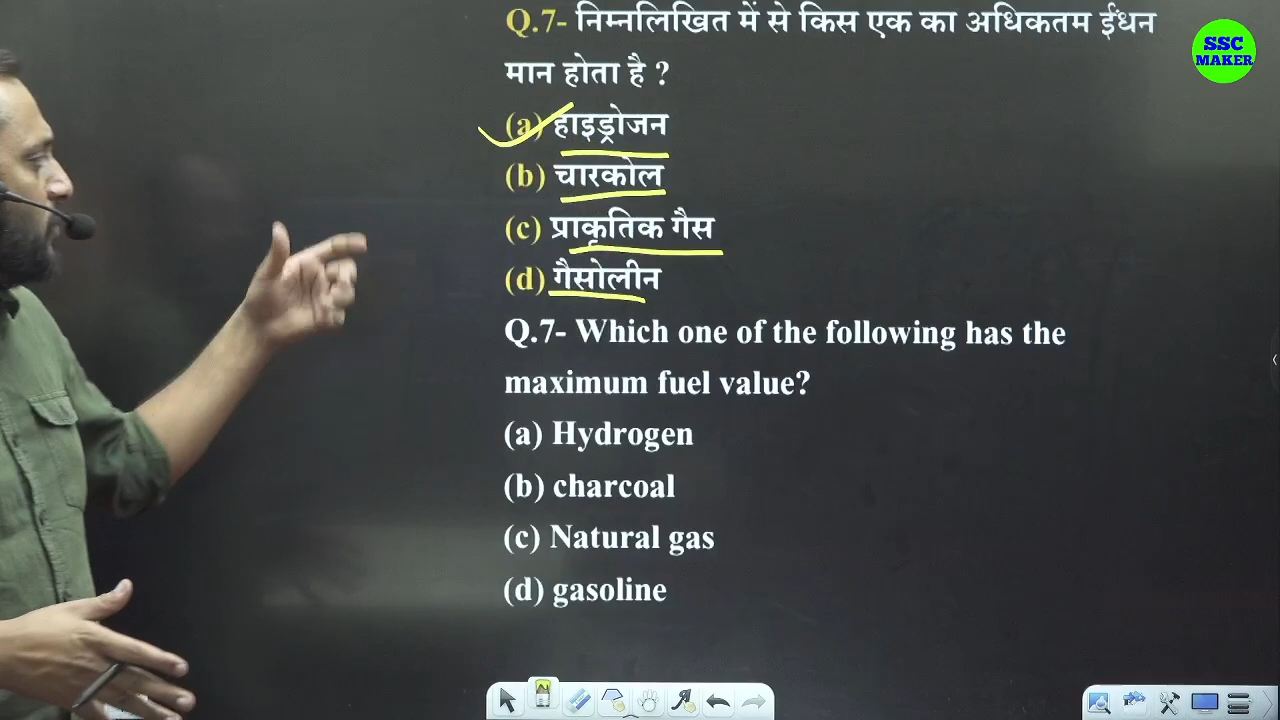 Q.7- निम्नलिखित में से किस एक का अधिकतम ईंधन
मान होता है ?
(a) हाइड्रोजन
(b) चारकोल
(c) प्राकृतिक गैस
(d) गैसोलीन
Q.7- Which one of the following has the
maximum fuel value?
(a) Hydrogen
(b) charcoal
(c) Natural gas
(d) gasoline
SSC
MAKER